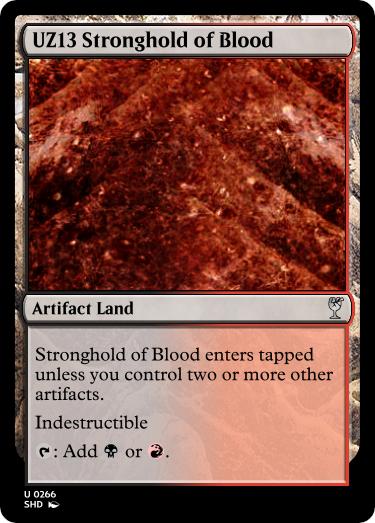 UZ13 Stronghold of Blood
Artifact Land
Stronghold of Blood enters tapped
unless you control two or more other
artifacts.
Indestructible
: Add or .
U 0266
SHD